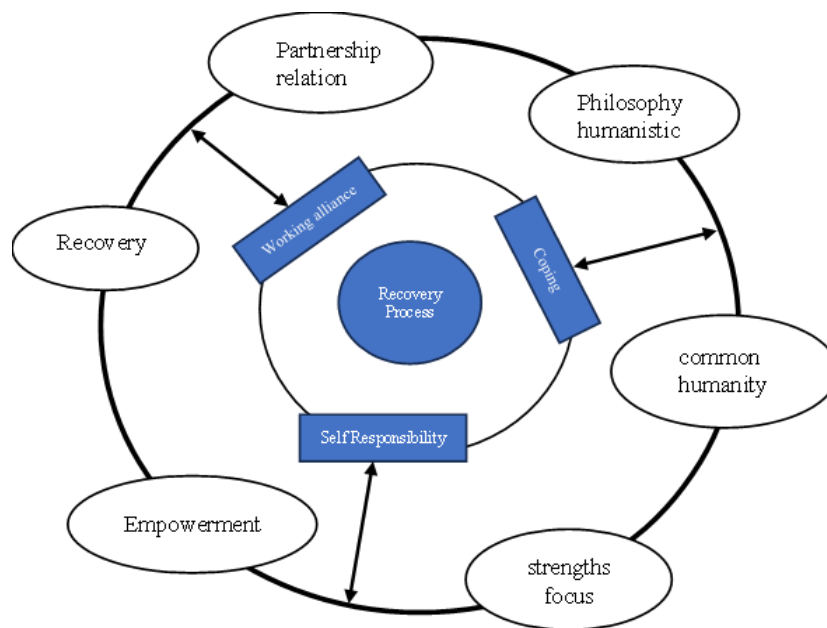 Partnership
relation
Philosophy
humanistic
Working alliance
Recovery
Coping
Recovery
Process
common
humanity
Self Responsibility
Empowerment
strengths
focus